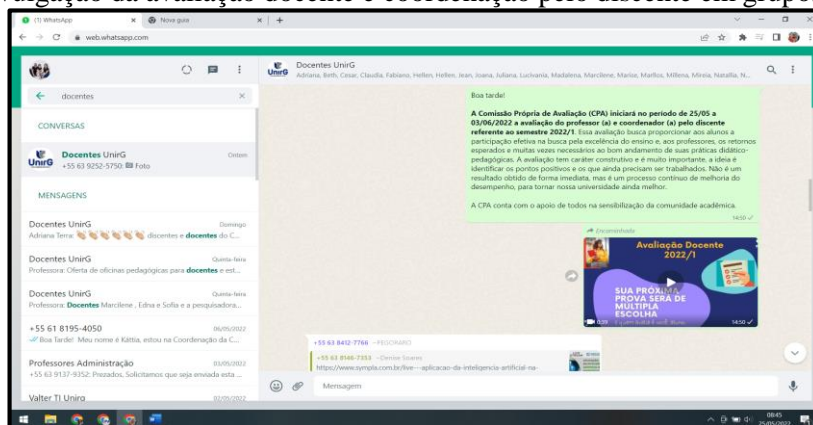 vulgação da avaliação docente e coordenação pelo discente em grupo
(1) WhatsApp
Nova guia
web.whatsapp.com
docentes
CONVERSAS
Docentes UnirG
Ontem
+55 63 9252-5750: Foto
MENSAGENS
Docentes UnirG
Domingo
Adriana Terra: discentes e docentes do C...
Docentes UnirG
Quinta-feira
Professora: Oferta de oficinas pedagógicas para docentes e est...
Docentes UnirG
Quinta-feira
Professora: Docentes Marcilene , Edna e Sofia e a pesquisadora...
+55 61 8195-4050
06/05/2022
Boa Tarde! Meu nome é Káttia, estou na Coordenação da C...
Professores Administração
03/05/2022
+55 63 9137-9352: Prezados, Solicitamos que seja enviada esta ...
Valter TI Unirg
02/05/2022
UnirG
Docentes UnirG
Adriana, Beth, Cesar, Claudia, Fabiano, Hellen, Hellen, Jean, Joana, Juliana, Lucivania, Madalena, Marcilene, Marise, Marllos, Millena, Mireia, Natallia, N...
Boa tarde!
A Comissão Própria de Avaliação (CPA) iniciará no período de 25/05 a
03/06/2022 a avaliação do professor (a) e coordenador (a) pelo discente
referente ao semestre 2022/1. Essa avaliação busca proporcionar aos alunos a
participação efetiva na busca pela excelência do ensino e, aos professores, os retornos
esperados e muitas vezes necessários ao bom andamento de suas práticas didático-
pedagógicas. A avaliação tem caráter construtivo e é muito importante, a ideia é
identificar os pontos positivos e os que ainda precisam ser trabalhados. Não é um
resultado obtido de forma imediata, mas é um processo contínuo de melhoria do
desempenho, para tornar nossa universidade ainda melhor.
A CPA conta com o apoio de todos na sensibilização da comunidade acadêmica.
14:50
Encaminhada
Avaliação Docente
2022/1
SUA PRÓXIMA
PROVA SERÁ DE
MÚLTIPLA
ESCOLHA
14:50
+55 63 8412-7766 ~PEGORARO
+55 63 8146-7353 ~Denise Soares
https://www.sympla.com.br/live---aplicacao-da-inteligencia-artificial-na-
Mensagem
08:45
25/05/2022